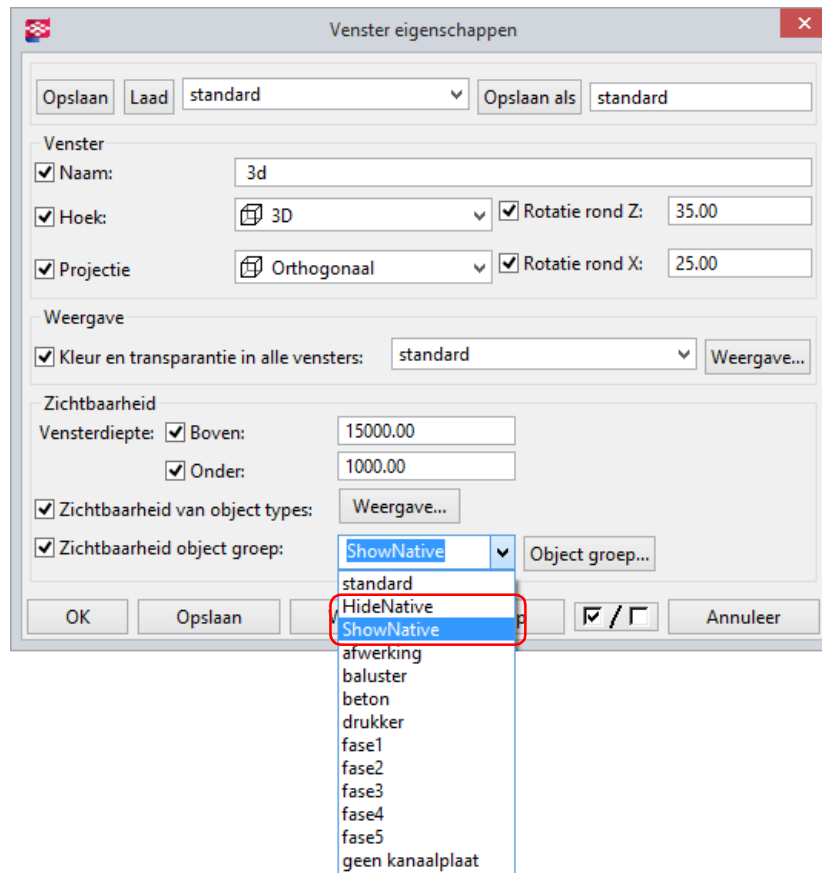 Venster eigenschappen
Opslaan Laad standard Opslaan als standard
Venster
Naam: 3d
Hoek: 3D Rotatie rond Z: 35.00
Projectie Orthogonaal Rotatie rond X: 25.00
Weergave
Kleur en transparantie in alle vensters: standard Weergave...
Zichtbaarheid
Vensterdiepte: Boven: 15000.00
Onder: 1000.00
Zichtbaarheid van object types: Weergave...
Zichtbaarheid object groep: ShowNative Object groep...
standard
OK Opslaan HideNative / Annuleer
ShowNative
afwerking
baluster
beton
drukker
fase1
fase2
fase3
fase4
fase5
geen kanaalplaat